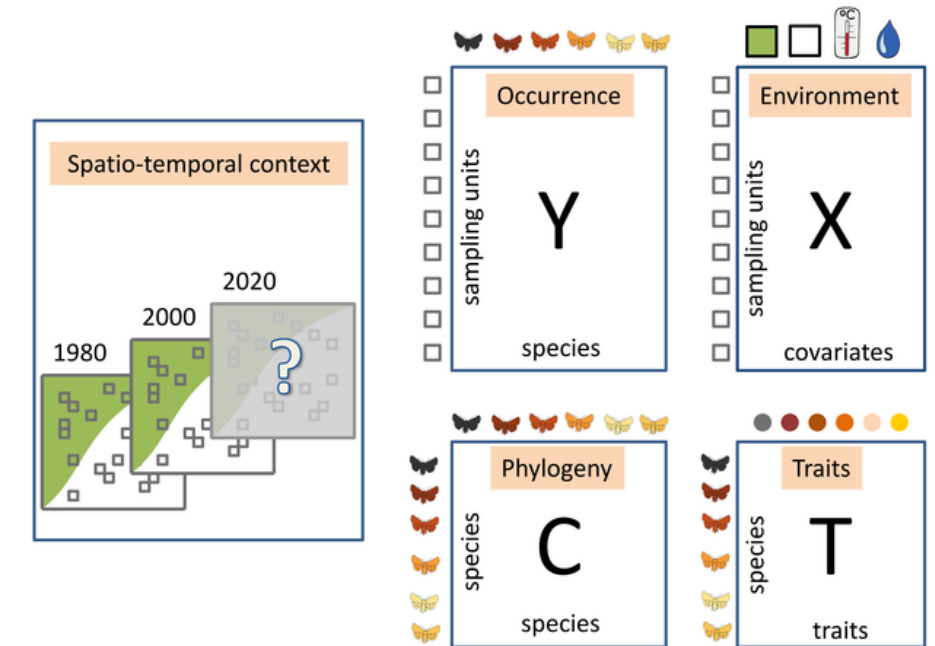 Spatio-temporal context
1980
2000
2020
?
Occurrence
sampling units
Y
species
°C
Environment
sampling units
X
covariates
Phylogeny
species
C
species
Traits
species
T
traits